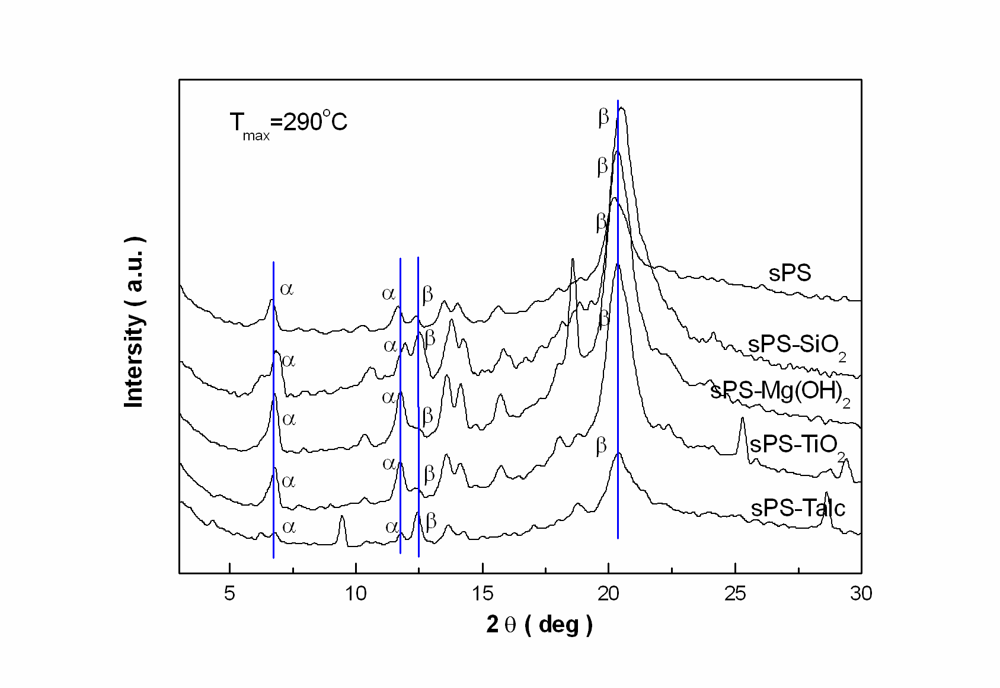 T_max=290°C
β
β
β
sPS
α
α
β
sPS-SiO₂
α
α
β
β
sPS-Mg(OH)₂
α
α
β
sPS-TiO₂
α
α
β
β
sPS-Talc
α
α
β
Intersity ( a.u. )
5 10 15 20 25 30
2 θ ( deg )